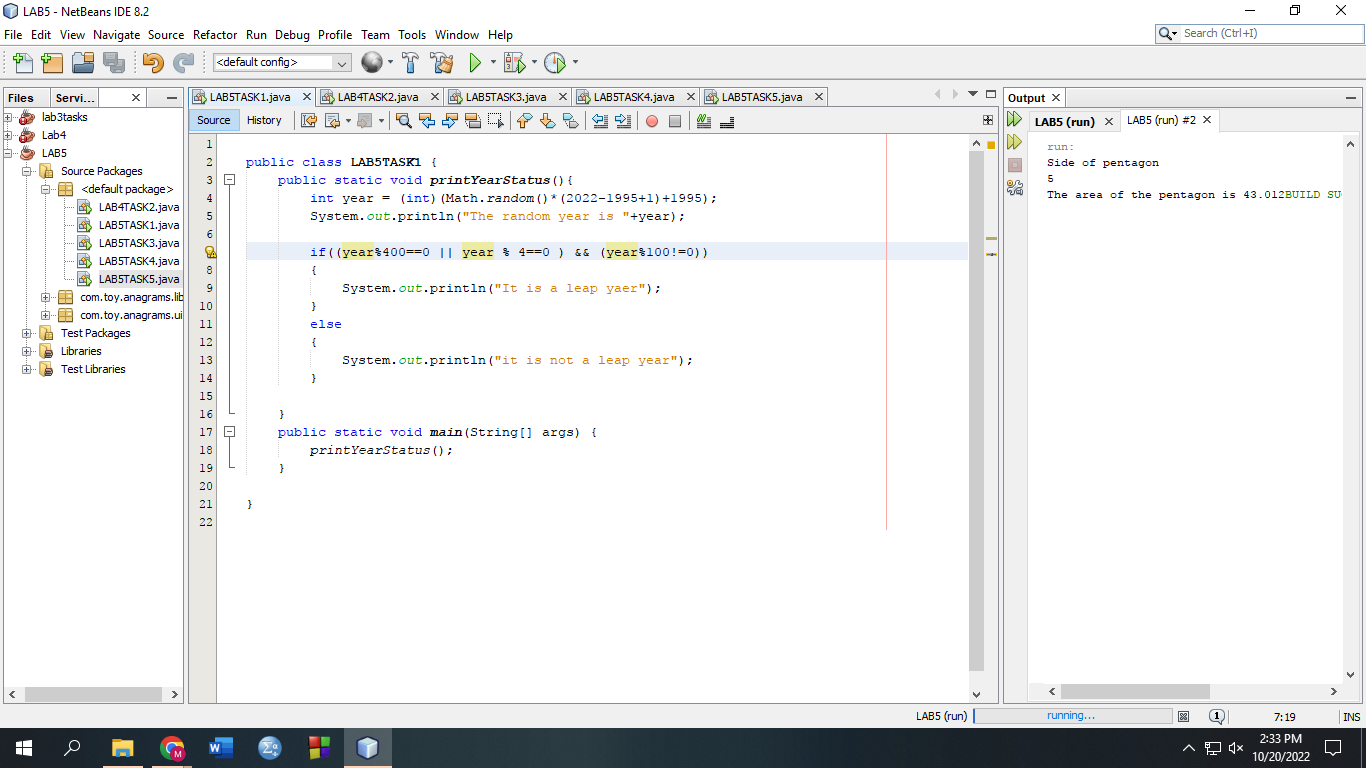 LAB5 - NetBeans IDE 8.2
File Edit View Navigate Source Refactor Run Debug Profile Team Tools Window Help
Search (Ctrl+I)
<default config>
Files Servi...
LAB5TASK1.java LAB4TASK2.java LAB5TASK3.java LAB5TASK4.java LAB5TASK5.java
Output
lab3tasks
Lab4
LAB5
Source Packages
<default package>
LAB4TASK2.java
LAB5TASK1.java
LAB5TASK3.java
LAB5TASK4.java
LAB5TASK5.java
com.toy.anagrams.lib
com.toy.anagrams.ui
Test Packages
Libraries
Test Libraries
Source History
1
2 public class LAB5TASK1 {
3 public static void printYearStatus(){
4 int year = (int)(Math.random()*(2022-1995+1)+1995);
5 System.out.println("The random year is "+year);
6
if((year%400==0 || year % 4==0 ) && (year%100!=0))
8 {
9 System.out.println("It is a leap yaer");
10 }
11 else
12 {
13 System.out.println("it is not a leap year");
14 }
15
16 }
17 public static void main(String[] args) {
18 printYearStatus();
19 }
20
21 }
22
LAB5 (run) LAB5 (run) #2
run:
Side of pentagon
5
The area of the pentagon is 43.012BUILD SU
LAB5 (run) running... 1 7:19 INS
2:33 PM
10/20/2022